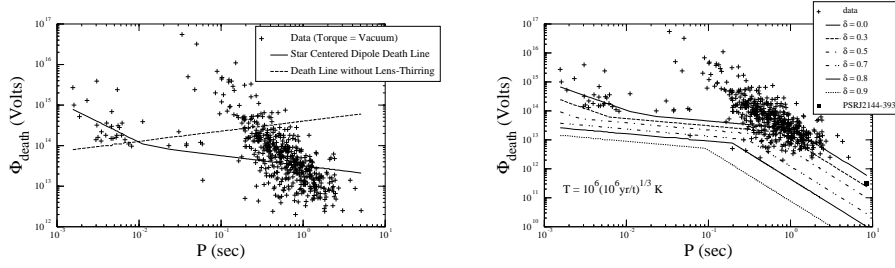 10^17
10^16
10^15
10^14
10^13
10^12
Φdeath (Volts)
Data (Torque = Vacuum)
Star Centered Dipole Death Line
Death Line without Lens-Thirring
10^-3 10^-2 10^-1 10^0 10^1
P (sec)
10^17
10^16
10^15
10^14
10^13
10^12
10^11
10^10
Φdeath (Volts)
data
δ = 0.0
δ = 0.3
δ = 0.5
δ = 0.7
δ = 0.8
δ = 0.9
PSRJ2144-393
T = 10^6 (10^6 yr/t)^1/3 K
10^-3 10^-2 10^-1 10^0 10^1
P (sec)